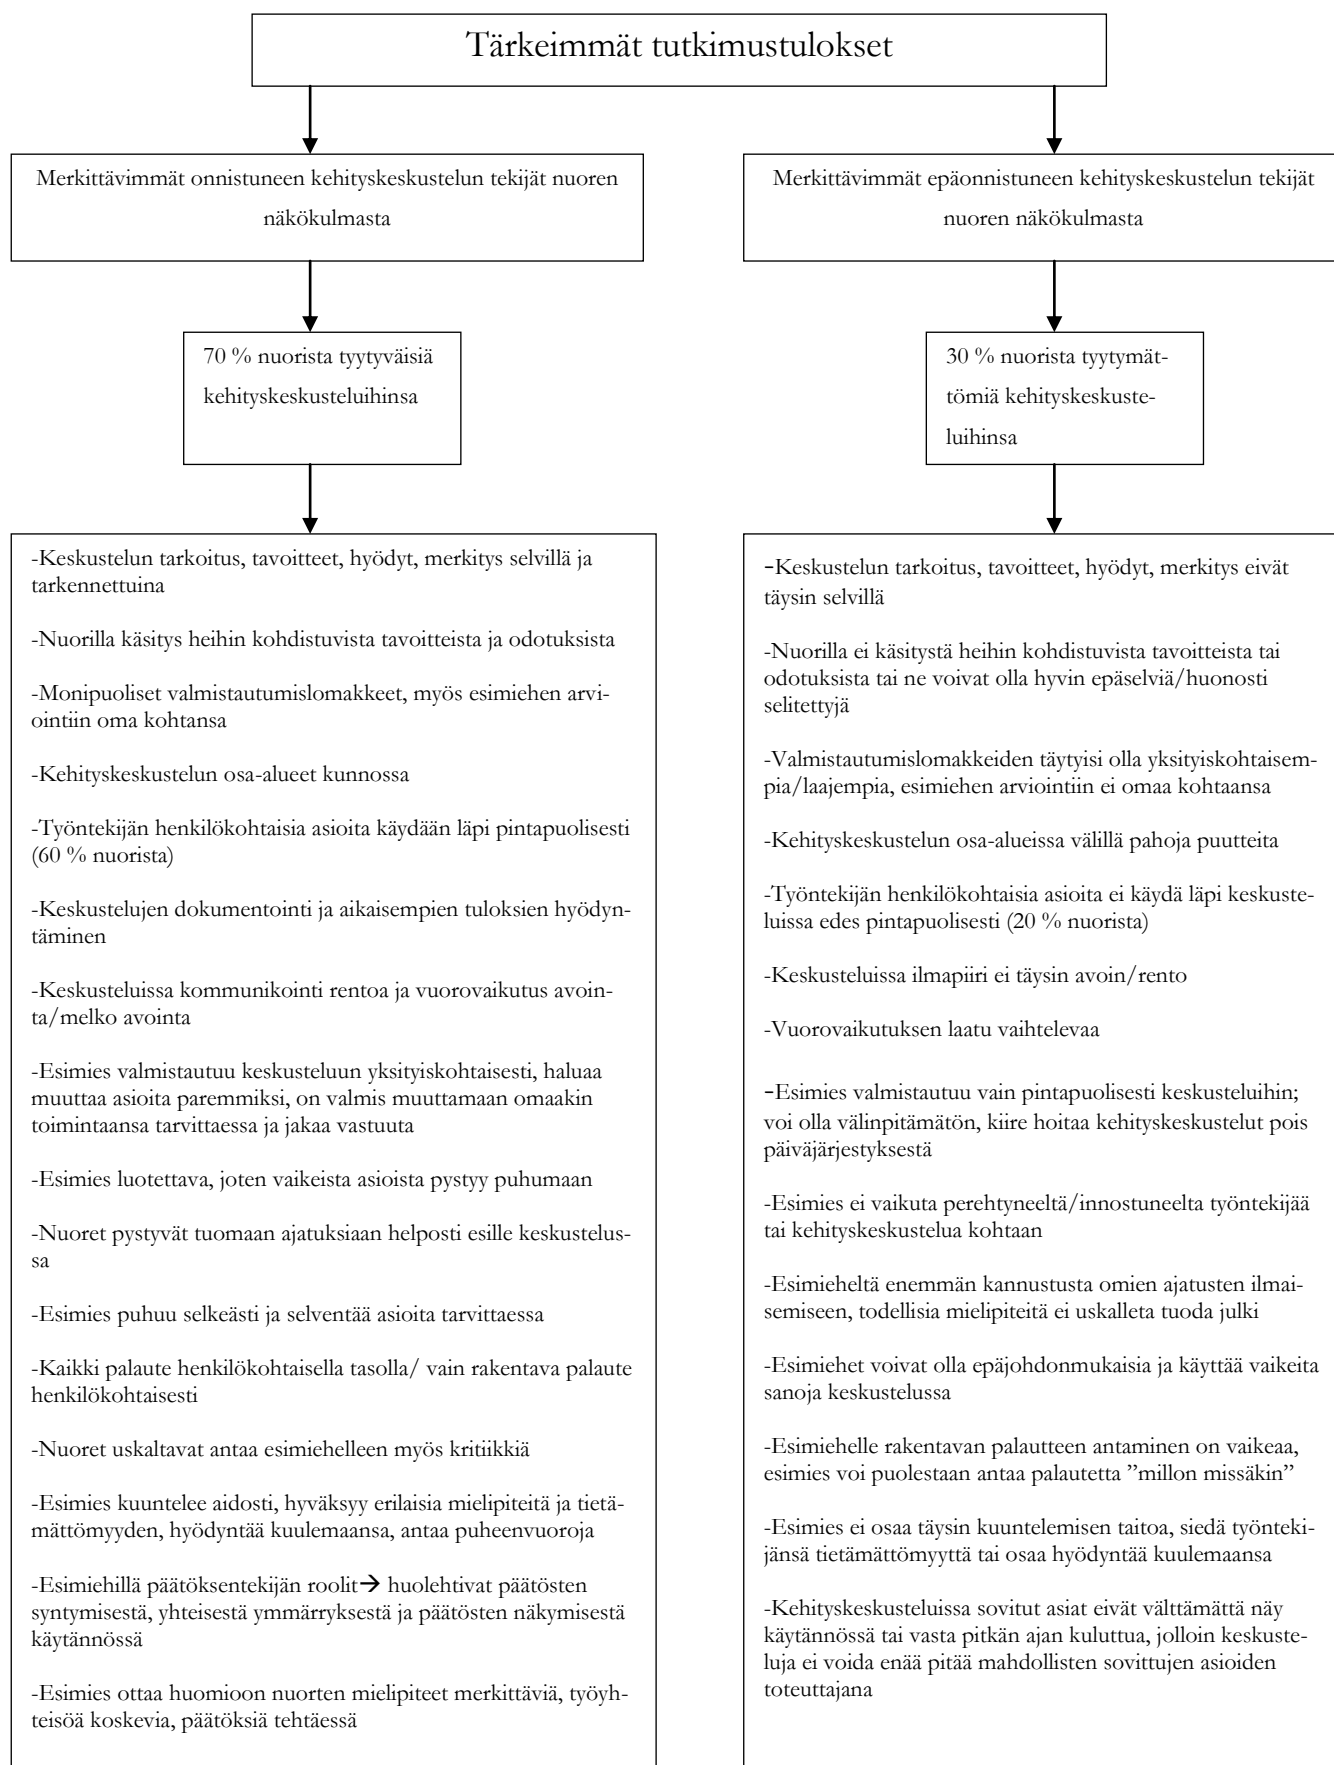 Tärkeimmät tutkimustulokset
Merkittävimmät onnistuneen kehityskeskustelun tekijät nuoren
näkökulmasta
70 % nuorista tyytyväisiä
kehityskeskusteluihinsa
-Keskustelun tarkoitus, tavoitteet, hyödyt, merkitys selvillä ja
tarkennettuina
-Nuorilla käsitys heihin kohdistuvista tavoitteista ja odotuksista
-Monipuoliset valmistautumislomakkeet, myös esimiehen arvi-
ointiin oma kohtansa
-Kehityskeskustelun osa-alueet kunnossa
-Työntekijän henkilökohtaisia asioita käydään läpi pintapuolisesti
(60 % nuorista)
-Keskustelujen dokumentointi ja aikaisempien tuloksien hyödyn-
täminen
-Keskusteluissa kommunikointi rentoa ja vuorovaikutus avoin-
ta/melko avointa
-Esimies valmistautuu keskusteluun yksityiskohtaisesti, haluaa
muuttaa asioita paremmiksi, on valmis muuttamaan omaakin
toimintaansa tarvittaessa ja jakaa vastuuta
-Esimies luotettava, joten vaikeista asioista pystyy puhumaan
-Nuoret pystyvät tuomaan ajatuksiaan helposti esille keskustelus-
sa
-Esimies puhuu selkeästi ja selventää asioita tarvittaessa
-Kaikki palaute henkilökohtaisella tasolla/ vain rakentava palaute
henkilökohtaisesti
-Nuoret uskaltavat antaa esimiehelleen myös kritiikkiä
-Esimies kuuntelee aidosti, hyväksyy erilaisia mielipiteitä ja tietä-
mättömyyden, hyödyntää kuulemaansa, antaa puheenvuoroja
-Esimiehillä päätöksentekijän roolit→ huolehtivat päätösten
syntymisestä, yhteisestä ymmärryksestä ja päätösten näkymisestä
käytännössä
-Esimies ottaa huomioon nuorten mielipiteet merkittäviä, työyh-
teisöä koskevia, päätöksiä tehtäessä
Merkittävimmät epäonnistuneen kehityskeskustelun tekijät
nuoren näkökulmasta
30 % nuorista tyytymät-
tömiä kehityskeskuste-
luihinsa
-Keskustelun tarkoitus, tavoitteet, hyödyt, merkitys eivät
täysin selvillä
-Nuorilla ei käsitystä heihin kohdistuvista tavoitteista tai
odotuksista tai ne voivat olla hyvin epäselviä/huonosti
selitettyjä
-Valmistautumislomakkeiden täytyisi olla yksityiskohtaisem-
pia/laajempia, esimiehen arviointiin ei omaa kohtaansa
-Kehityskeskustelun osa-alueissa välillä pahoja puutteita
-Työntekijän henkilökohtaisia asioita ei käydä läpi keskuste-
luissa edes pintapuolisesti (20 % nuorista)
-Keskusteluissa ilmapiiri ei täysin avoin/rento
-Vuorovaikutuksen laatu vaihtelevaa
-Esimies valmistautuu vain pintapuolisesti keskusteluihin;
voi olla välinpitämätön, kiire hoitaa kehityskeskustelut pois
päiväjärjestyksestä
-Esimies ei vaikuta perehtyneeltä/innostuneelta työntekijää
tai kehityskeskustelua kohtaan
-Esimieheltä enemmän kannustusta omien ajatusten ilmai-
semiseen, todellisia mielipiteitä ei uskalleta tuoda julki
-Esimiehet voivat olla epäjohdonmukaisia ja käyttää vaikeita
sanoja keskustelussa
-Esimiehelle rakentavan palautteen antaminen on vaikeaa,
esimies voi puolestaan antaa palautetta ”millon missäkin”
-Esimies ei osaa täysin kuuntelemisen taitoa, siedä työnteki-
jänsä tietämättömyyttä tai osaa hyödyntää kuulemaansa
-Kehityskeskusteluissa sovitut asiat eivät välttämättä näy
käytännössä tai vasta pitkän ajan kuluttua, jolloin keskuste-
luja ei voida enää pitää mahdollisten sovittujen asioiden
toteuttajana